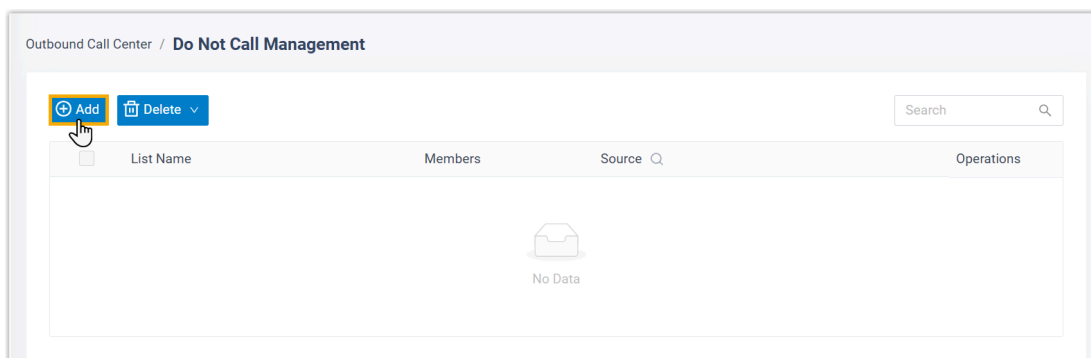 Outbound Call Center / Do Not Call Management
Add Delete Search
List Name Members Source Operations
No Data